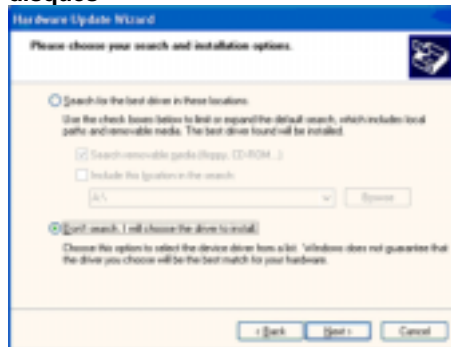 disques
Hardware Update Wizard
Please choose your search and installation options.
Search for the best driver in these locations.
Use the check boxes below to limit or expand the default search, which includes local
paths and removable media. The best driver found will be installed.
Search removable media (floppy, CD-ROM...)
Include this location in the search:
A:\
Browse
Don't search. I will choose the driver to install.
Choose this option to select the device driver from a list. Windows does not guarantee that
the driver you choose will be the best match for your hardware.
< Back
Next >
Cancel